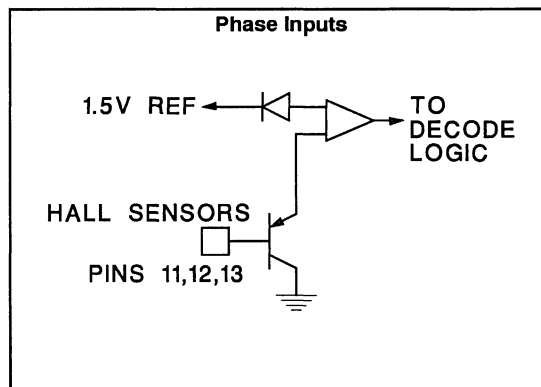 Phase Inputs
1.5V REF
TO
DECODE
LOGIC
HALL SENSORS
PINS 11,12,13